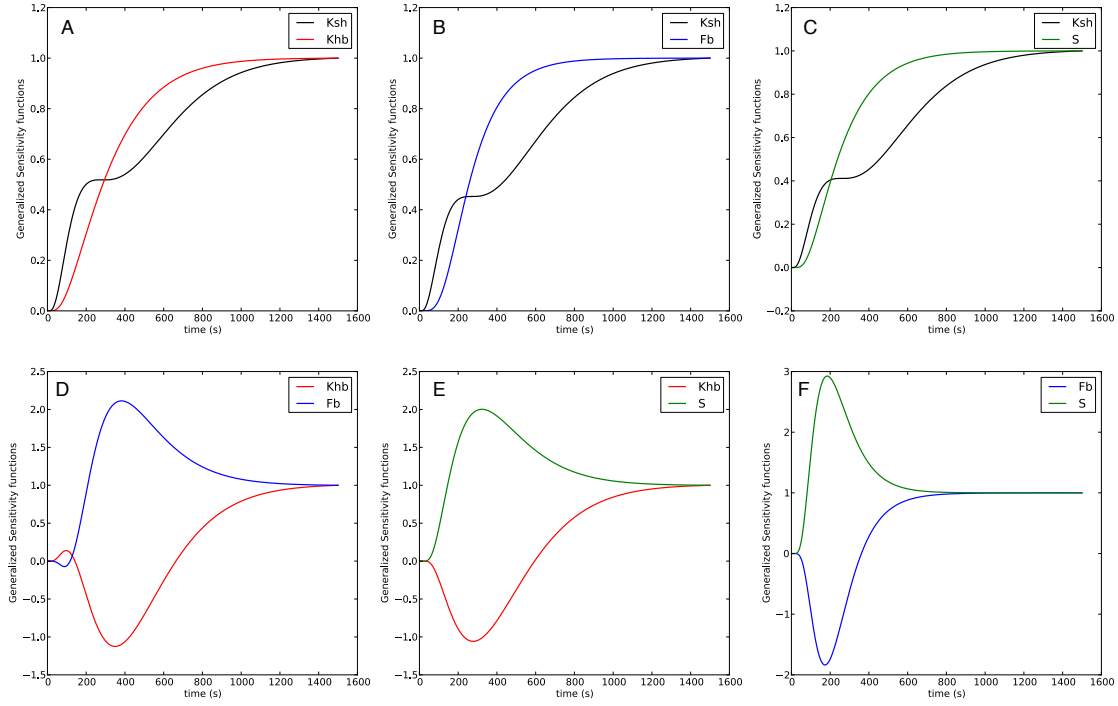 A
Ksh
Khb
Generalized Sensitivity functions
1.2
1.0
0.8
0.6
0.4
0.2
0.0
0 200 400 600 800 1000 1200 1400 1600
time (s)
B
Ksh
Fb
Generalized Sensitivity functions
1.2
1.0
0.8
0.6
0.4
0.2
0.0
0 200 400 600 800 1000 1200 1400 1600
time (s)
C
Ksh
S
Generalized Sensitivity functions
1.2
1.0
0.8
0.6
0.4
0.2
0.0
−0.2
0 200 400 600 800 1000 1200 1400 1600
time (s)
D
Khb
Fb
Generalized Sensitivity functions
2.5
2.0
1.5
1.0
0.5
0.0
−0.5
−1.0
−1.5
0 200 400 600 800 1000 1200 1400 1600
time (s)
E
Khb
S
Generalized Sensitivity functions
2.5
2.0
1.5
1.0
0.5
0.0
−0.5
−1.0
−1.5
0 200 400 600 800 1000 1200 1400 1600
time (s)
F
Fb
S
Generalized Sensitivity functions
3
2
1
0
−1
−2
0 200 400 600 800 1000 1200 1400 1600
time (s)